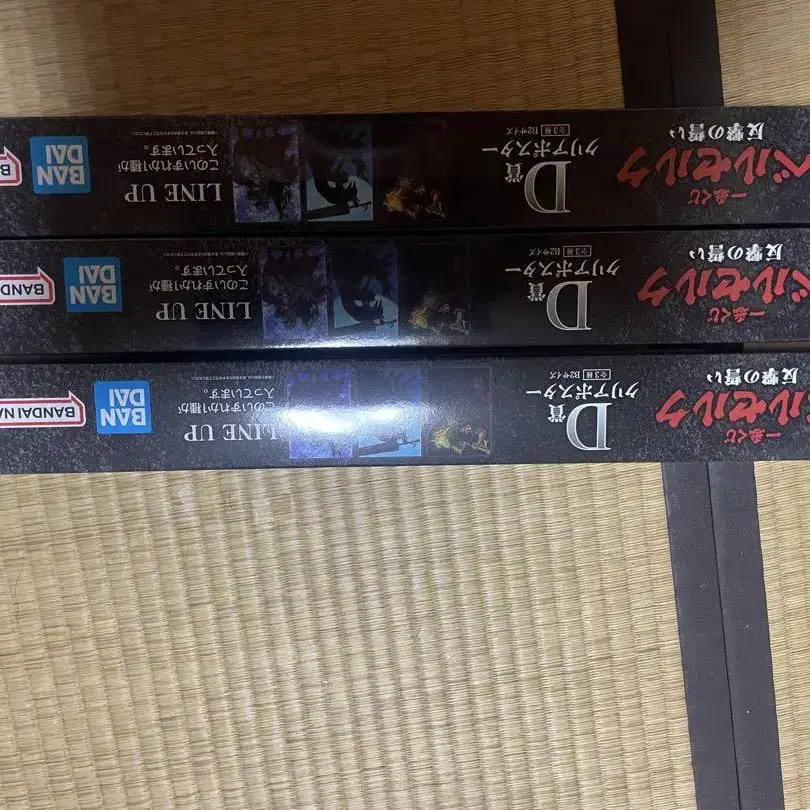 一番くじ
ベルセルク
反撃の誓い
D賞
クリアポスター
全3種 B2サイズ
LINE UP
このいずれか1種が
入っています。
BAN
DAI
一番くじ
ベルセルク
反撃の誓い
D賞
クリアポスター
全3種 B2サイズ
LINE UP
このいずれか1種が
入っています。
BAN
DAI
BANDAI
一番くじ
ベルセルク
反撃の誓い
D賞
クリアポスター
全3種 B2サイズ
LINE UP
このいずれか1種が
入っています。
BAN
DAI
BANDAI NA